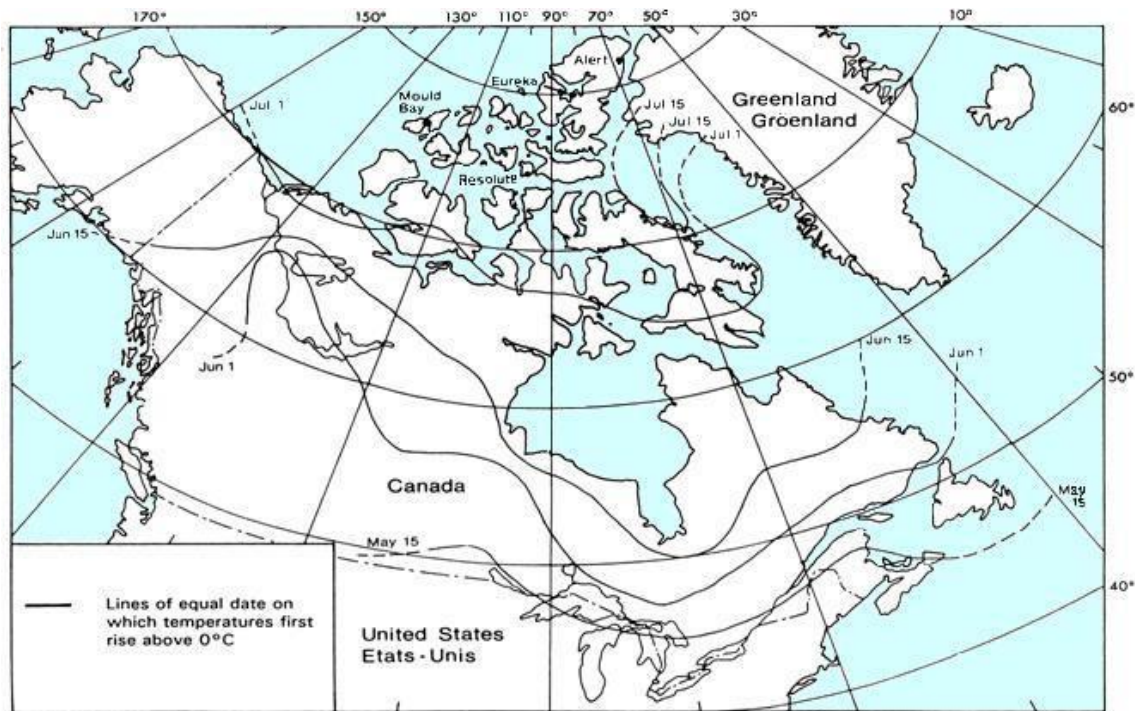 170°
150°
130°
110°
90°
70°
50°
30°
10°
Alert
Eureka
Mould
Bay
Jul 1
Jul 15
Jul 15
Jul 1
Greenland
Groenland
60°
Resolute
Jun 15
Jun 15
Jun 1
Jun 1
50°
Canada
May
15
May 15
40°
Lines of equal date on
which temperatures first
rise above 0°C
United States
Etats-Unis